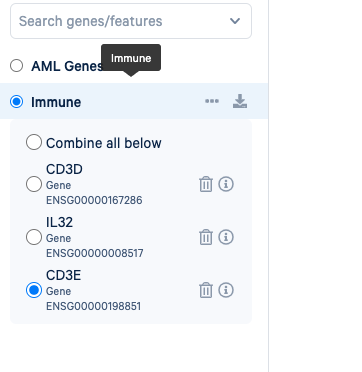 Search genes/features
Immune
AML Genes
Immune
Combine all below
CD3D
Gene
ENSG00000167286
IL32
Gene
ENSG00000008517
CD3E
Gene
ENSG00000198851